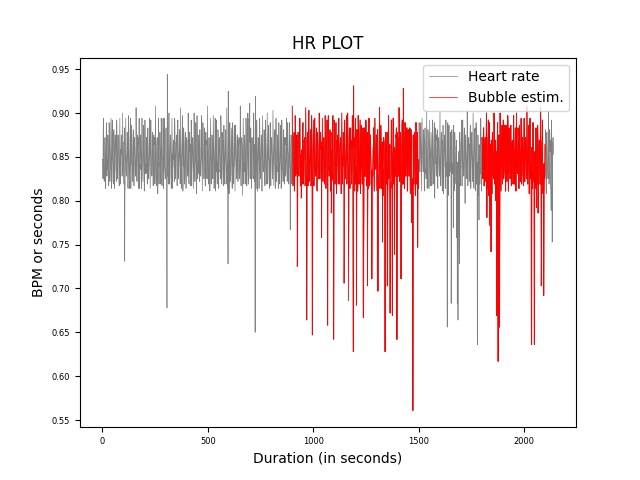 HR PLOT
Heart rate
Bubble estim.
BPM or seconds
0.95
0.90
0.85
0.80
0.75
0.70
0.65
0.60
0.55
0 500 1000 1500 2000
Duration (in seconds)